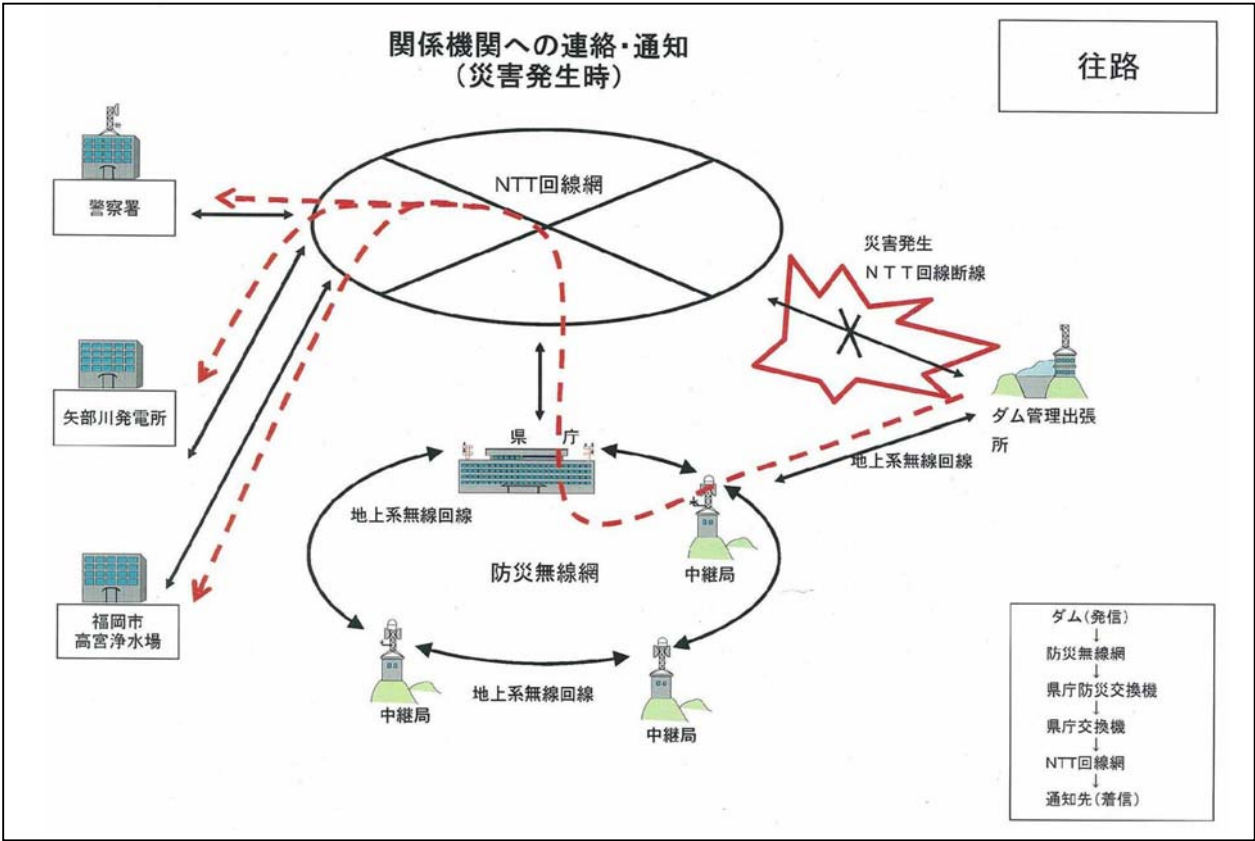 関係機関への連絡・通知
（災害発生時）
往路
NTT回線網
警察署
災害発生
ＮＴＴ回線断線
矢部川発電所
ダム管理出張
所
県　庁
地上系無線回線
地上系無線回線
防災無線網
中継局
福岡市
高宮浄水場
地上系無線回線
中継局
中継局
ダム(発信)
↓
防災無線網
↓
県庁防災交換機
↓
県庁交換機
↓
NTT回線網
↓
通知先(着信)